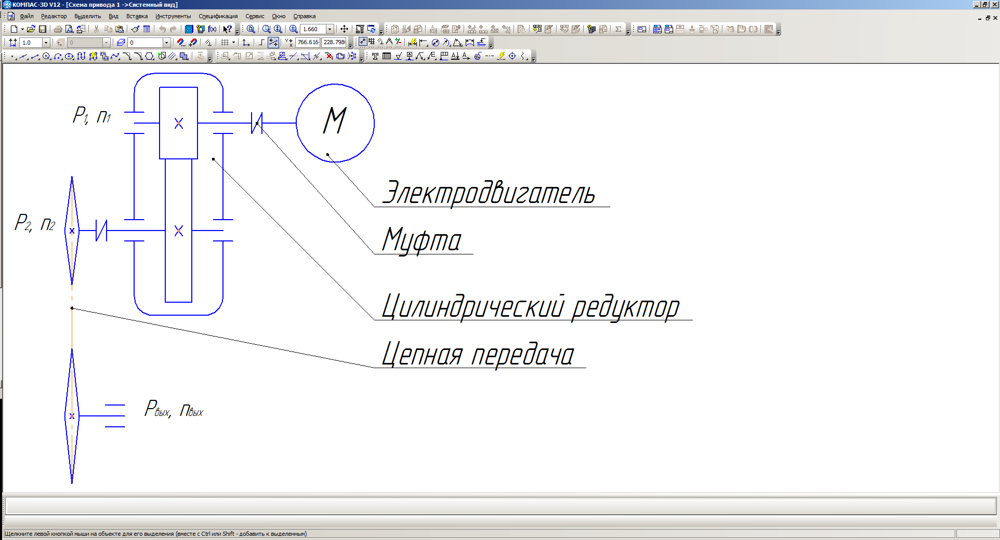 КОМПАС-3D V12 - [Схема привода 1 ->Системный вид]
Файл Редактор Выделить Вид Вставка Инструменты Спецификация Сервис Окно Справка
1.660
1.0 0 0 766.616 228.798
P1, n1
M
Электродвигатель
P2, n2
Муфта
Цилиндрический редуктор
Цепная передача
Pвых, nвых
Щелкните левой кнопкой мыши на объекте для его выделения (вместе с Ctrl или Shift - добавить к выделенным)